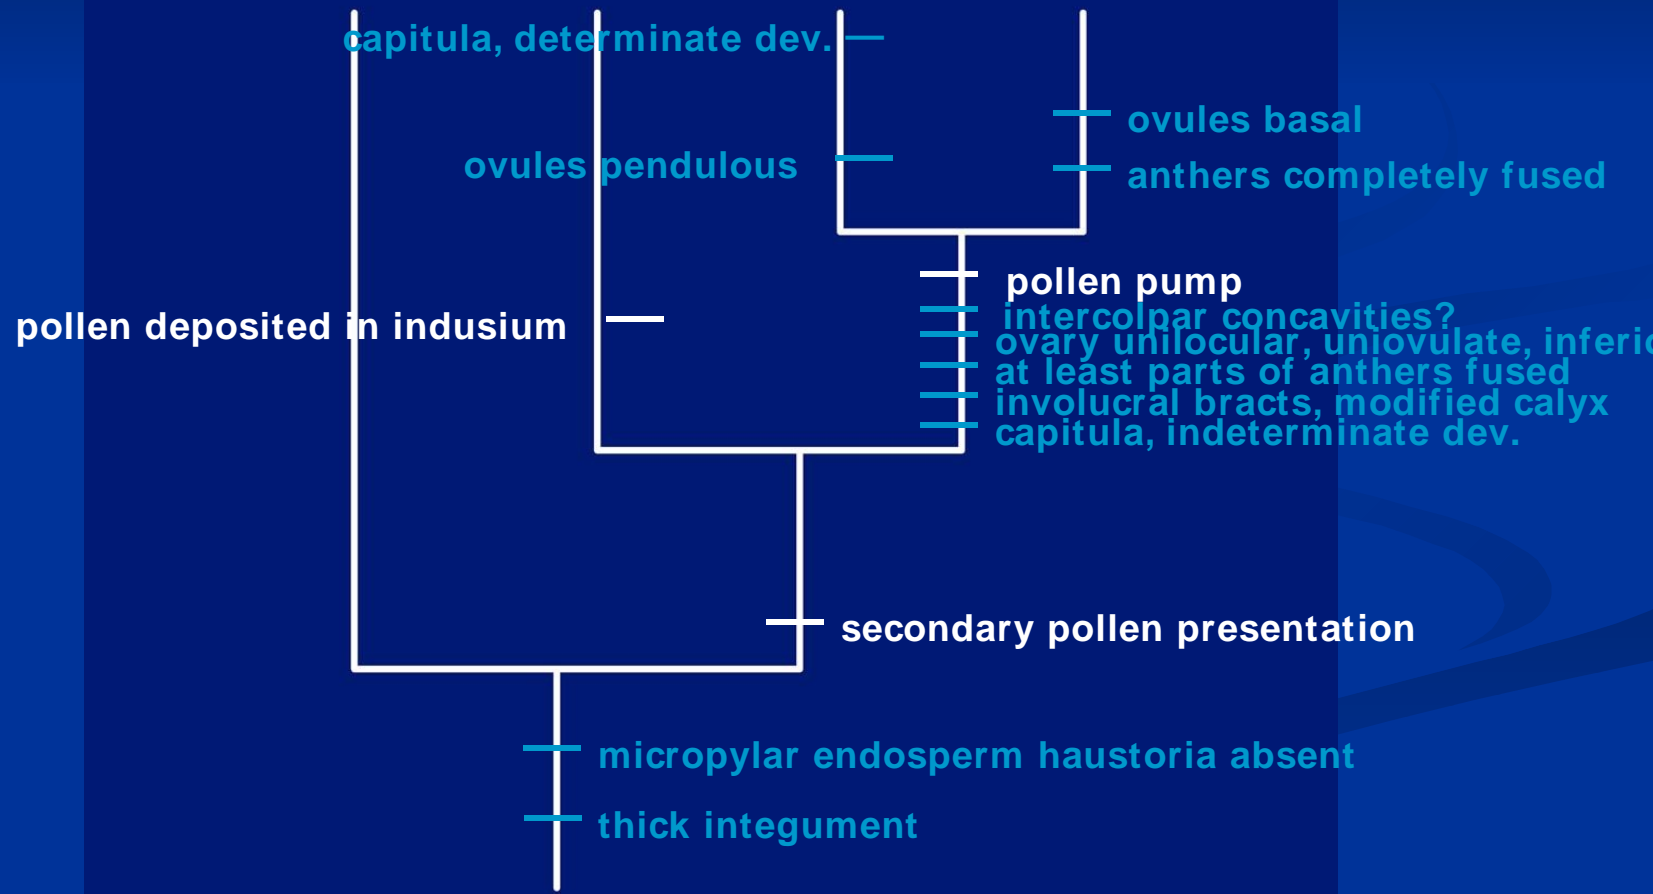 capitula, determinate dev.
ovules basal
ovules pendulous
anthers completely fused
pollen pump
intercolpar concavities?
pollen deposited in indusium
ovary unilocular, uniovulate, inferio
at least parts of anthers fused
involucral bracts, modified calyx
capitula, indeterminate dev.
secondary pollen presentation
micropylar endosperm haustoria absent
thick integument